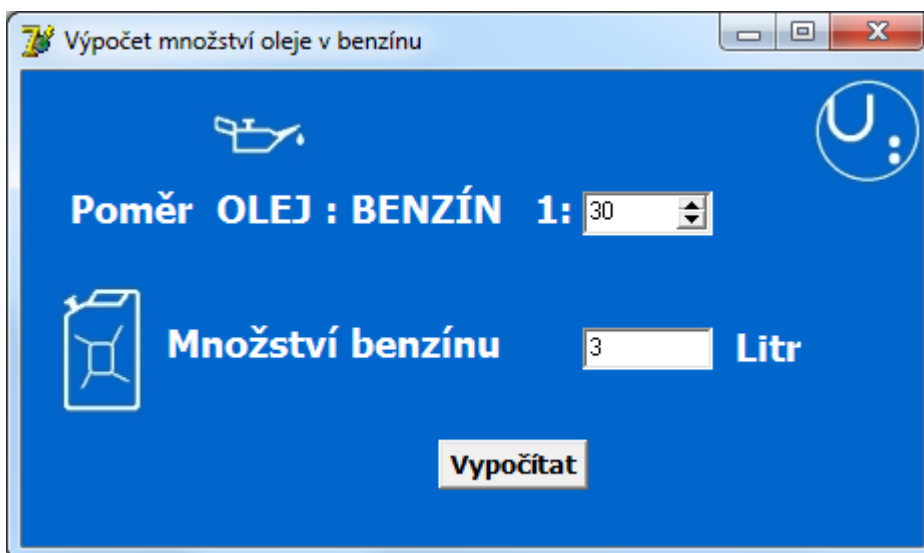 Výpočet množství oleje v benzínu
U:
Poměr OLEJ : BENZÍN 1: 30
Množství benzínu 3 Litr
Vypočítat